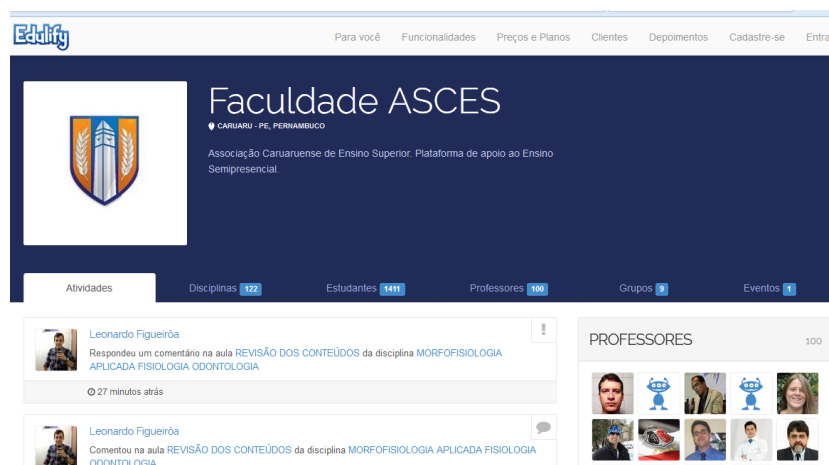 Edulify
Para você Funcionalidades Preços e Planos Clientes Depoimentos Cadastre-se Entra
Faculdade ASCES
CARUARU - PE, PERNAMBUCO
Associação Caruaruense de Ensino Superior. Plataforma de apoio ao Ensino
Semipresencial.
Atividades Disciplinas 122 Estudantes 1411 Professores 100 Grupos 9 Eventos 1
Leonardo Figueirôa
Respondeu um comentário na aula REVISÃO DOS CONTEÚDOS da disciplina MORFOFISIOLOGIA
APLICADA FISIOLOGIA ODONTOLOGIA
27 minutos atrás
Leonardo Figueirôa
Comentou na aula REVISÃO DOS CONTEÚDOS da disciplina MORFOFISIOLOGIA APLICADA FISIOLOGIA
ODONTOLOGIA
PROFESSORES 100